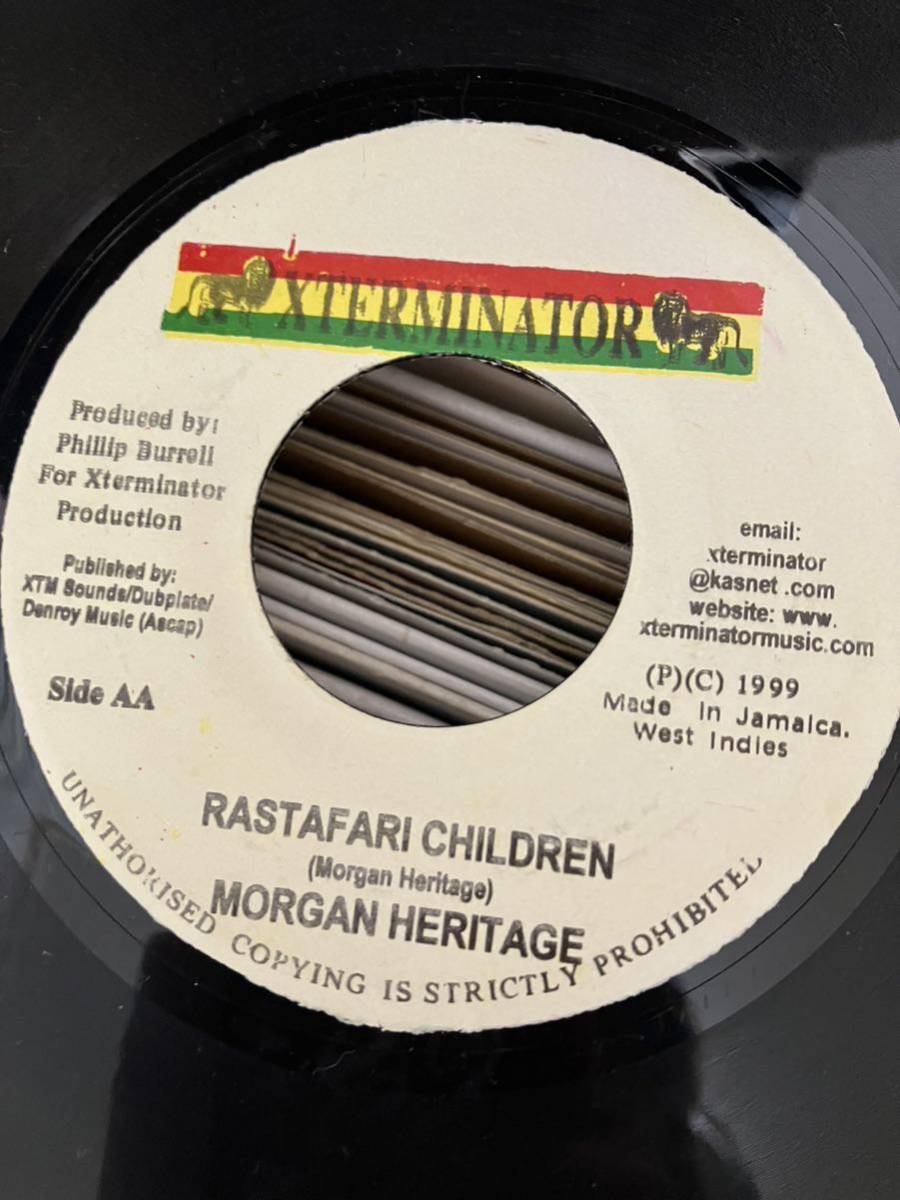 XTERMINATOR
Produced by:
Phillip Burrell
For Xterminator
Production
Published by:
XTM Sounds/Dubplate/
Denroy Music (Ascap)
Side AA
email:
xterminator
@kasnet .com
website: www.
xterminatormusic.com
(P)(C) 1999
Made In Jamaica.
West Indies
RASTAFARI CHILDREN
(Morgan Heritage)
MORGAN HERITAGE
UNATHORISED COPYING IS STRICTLY PROHIBITED